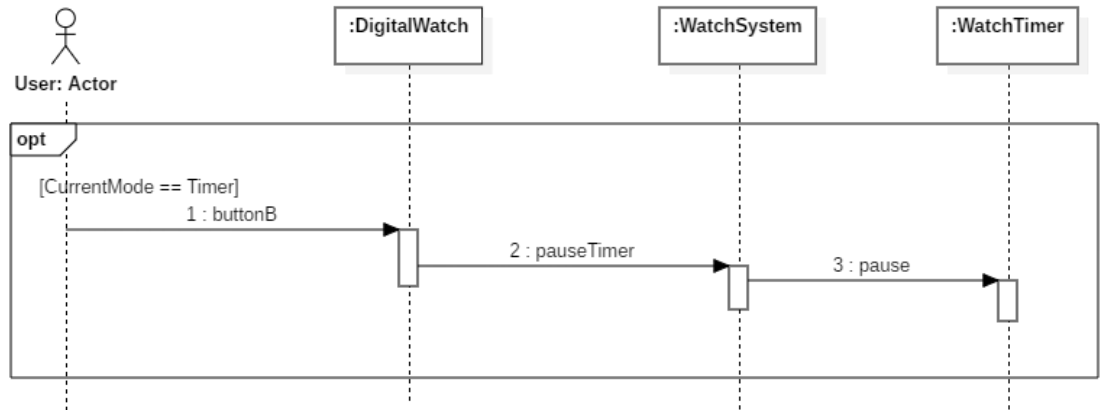 :DigitalWatch
:WatchSystem
:WatchTimer
User: Actor
opt
[CurrentMode == Timer]
1 : buttonB
2 : pauseTimer
3 : pause